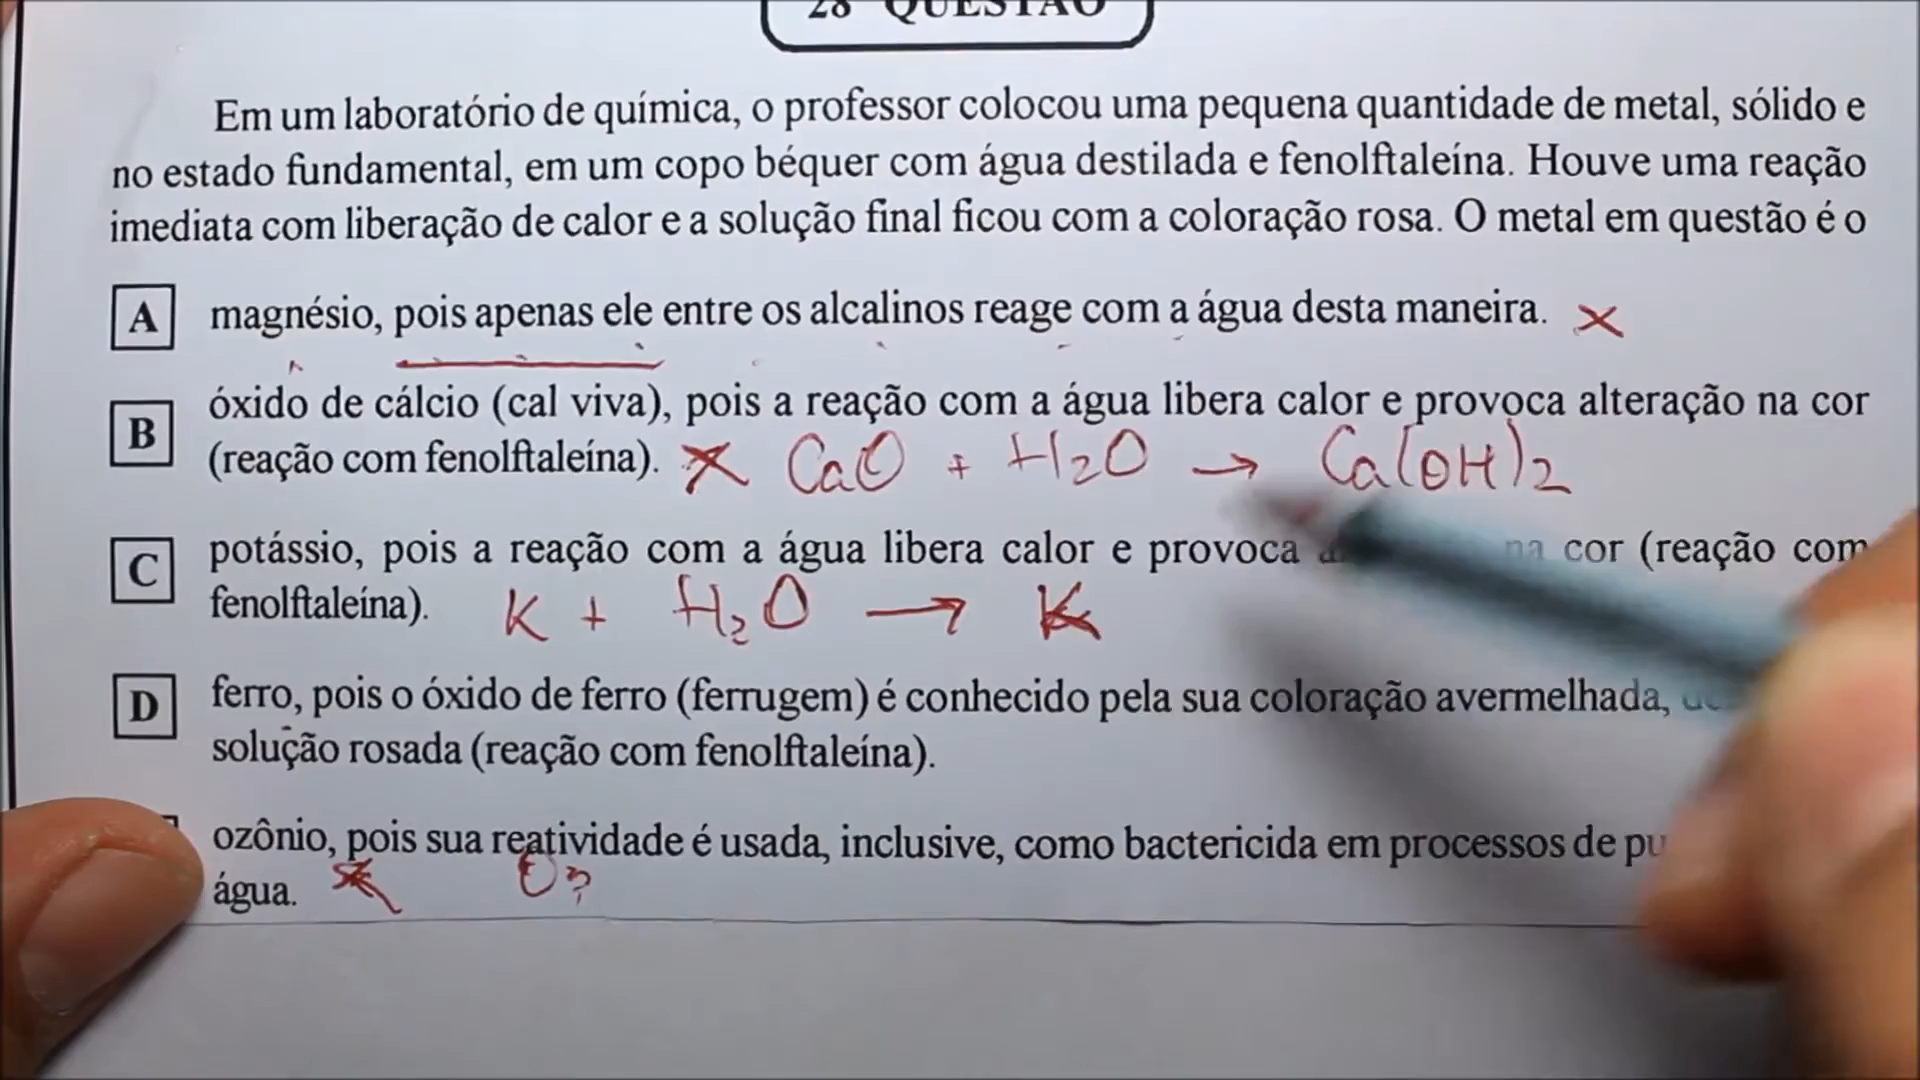 28ª QUESTÃO
Em um laboratório de química, o professor colocou uma pequena quantidade de metal, sólido e
no estado fundamental, em um copo béquer com água destilada e fenolftaleína. Houve uma reação
imediata com liberação de calor e a solução final ficou com a coloração rosa. O metal em questão é o
A magnésio, pois apenas ele entre os alcalinos reage com a água desta maneira. X
B óxido de cálcio (cal viva), pois a reação com a água libera calor e provoca alteração na cor
(reação com fenolftaleína). X CaO + H₂O → Ca(OH)₂
C potássio, pois a reação com a água libera calor e provoca na cor (reação com
fenolftaleína). K + H₂O → K
D ferro, pois o óxido de ferro (ferrugem) é conhecido pela sua coloração avermelhada,
solução rosada (reação com fenolftaleína).
ozônio, pois sua reatividade é usada, inclusive, como bactericida em processos de
água. X O₃